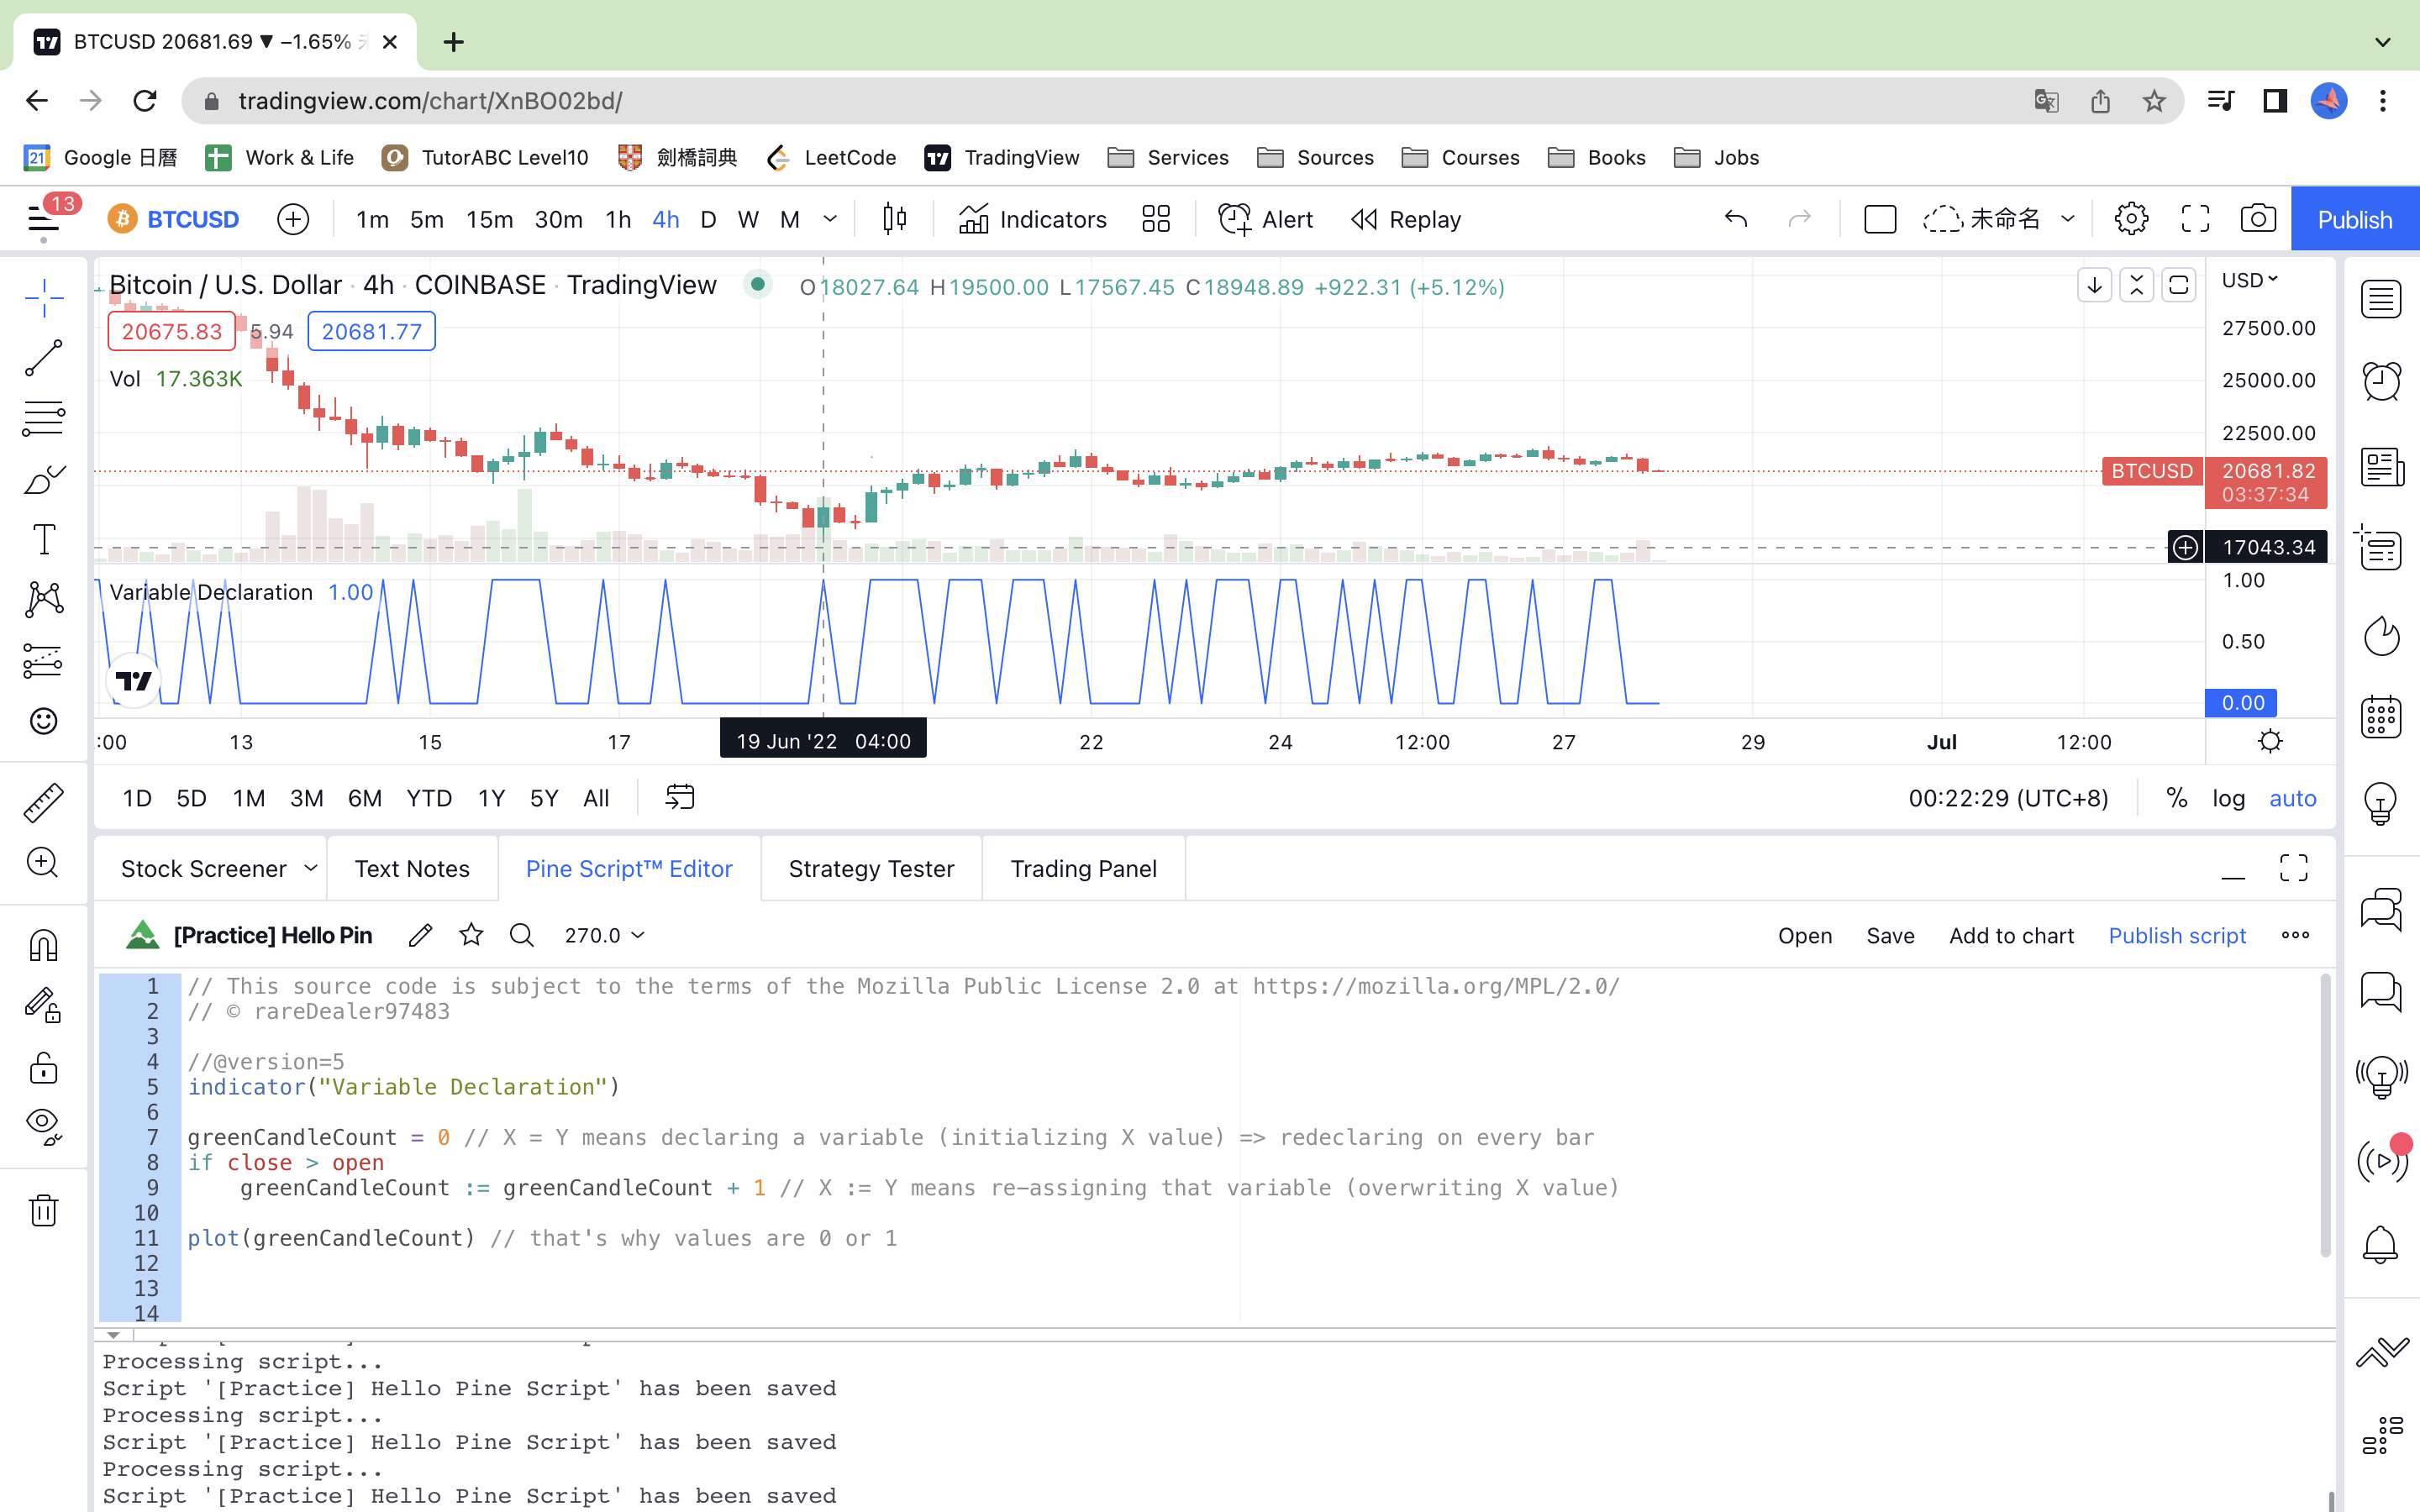 BTCUSD 20681.69 ▼ −1.65%
tradingview.com/chart/XnBO02bd/
21 Google 日曆 Work & Life TutorABC Level10 劍橋詞典 LeetCode TradingView Services Sources Courses Books Jobs
13 BTCUSD 1m 5m 15m 30m 1h 4h D W M Indicators Alert Replay 未命名 Publish
Bitcoin / U.S. Dollar · 4h · COINBASE · TradingView O18027.64 H19500.00 L17567.45 C18948.89 +922.31 (+5.12%)
20675.83 5.94 20681.77
Vol 17.363K
USD
27500.00
25000.00
22500.00
BTCUSD 20681.82
03:37:34
17043.34
Variable Declaration 1.00
1.00
0.50
0.00
:00 13 15 17 19 Jun '22 04:00 22 24 12:00 27 29 Jul 12:00
1D 5D 1M 3M 6M YTD 1Y 5Y All 00:22:29 (UTC+8) % log auto
Stock Screener Text Notes Pine Script™ Editor Strategy Tester Trading Panel
[Practice] Hello Pin 270.0 Open Save Add to chart Publish script
1 // This source code is subject to the terms of the Mozilla Public License 2.0 at https://mozilla.org/MPL/2.0/
2 // © rareDealer97483
3
4 //@version=5
5 indicator("Variable Declaration")
6
7 greenCandleCount = 0 // X = Y means declaring a variable (initializing X value) => redeclaring on every bar
8 if close > open
9 greenCandleCount := greenCandleCount + 1 // X := Y means re-assigning that variable (overwriting X value)
10
11 plot(greenCandleCount) // that's why values are 0 or 1
12
13
14
Processing script...
Script '[Practice] Hello Pine Script' has been saved
Processing script...
Script '[Practice] Hello Pine Script' has been saved
Processing script...
Script '[Practice] Hello Pine Script' has been saved